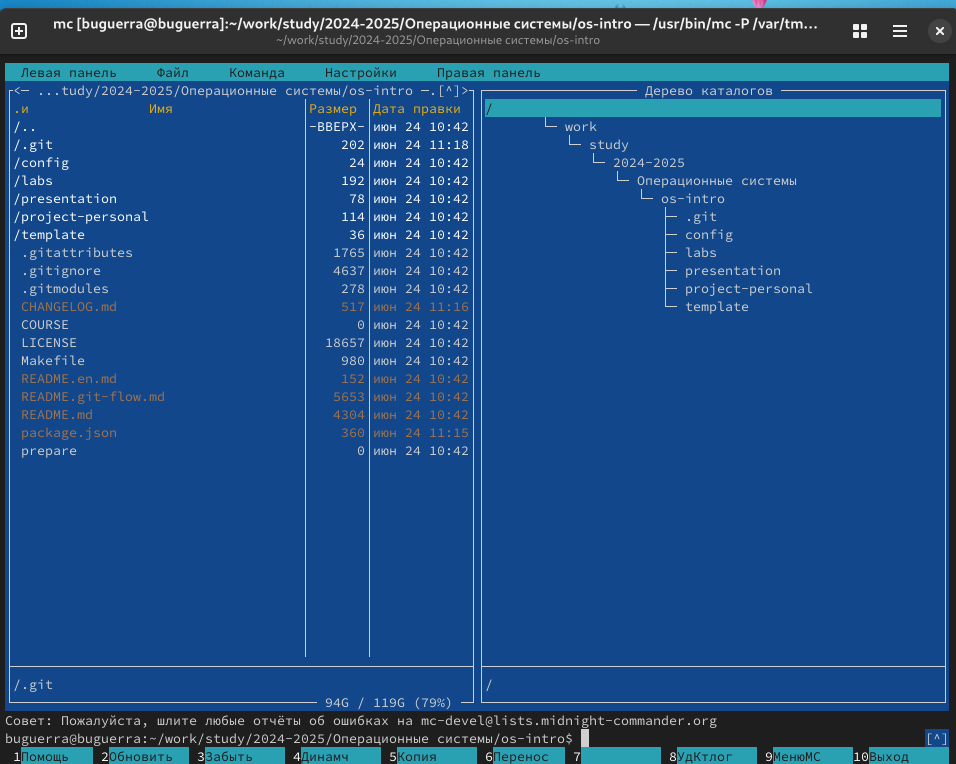 mc [buguerra@buguerra]:~/work/study/2024-2025/Операционные системы/os-intro — /usr/bin/mc -P /var/tm…
~/work/study/2024-2025/Операционные системы/os-intro
Левая панель Файл Команда Настройки Правая панель
<— ...tudy/2024-2025/Операционные системы/os-intro —.[^]>
.и Имя Размер Дата правки
/.. -ВВЕРХ- июн 24 10:42
/.git 202 июн 24 11:18
/config 24 июн 24 10:42
/labs 192 июн 24 10:42
/presentation 78 июн 24 10:42
/project-personal 114 июн 24 10:42
/template 36 июн 24 10:42
.gitattributes 1765 июн 24 10:42
.gitignore 4637 июн 24 10:42
.gitmodules 278 июн 24 10:42
CHANGELOG.md 517 июн 24 11:16
COURSE 0 июн 24 10:42
LICENSE 18657 июн 24 10:42
Makefile 980 июн 24 10:42
README.en.md 152 июн 24 10:42
README.git-flow.md 5653 июн 24 10:42
README.md 4304 июн 24 10:42
package.json 360 июн 24 11:15
prepare 0 июн 24 10:42
/.git
94G / 119G (79%)
Дерево каталогов
/
work
study
2024-2025
Операционные системы
os-intro
.git
config
labs
presentation
project-personal
template
/
Совет: Пожалуйста, шлите любые отчёты об ошибках на mc-devel@lists.midnight-commander.org
buguerra@buguerra:~/work/study/2024-2025/Операционные системы/os-intro$ [^]
1Помощь 2Обновить 3Забыть 4Динамч 5Копия 6Перенос 7 8УдКтлог 9МенюМС 10Выход